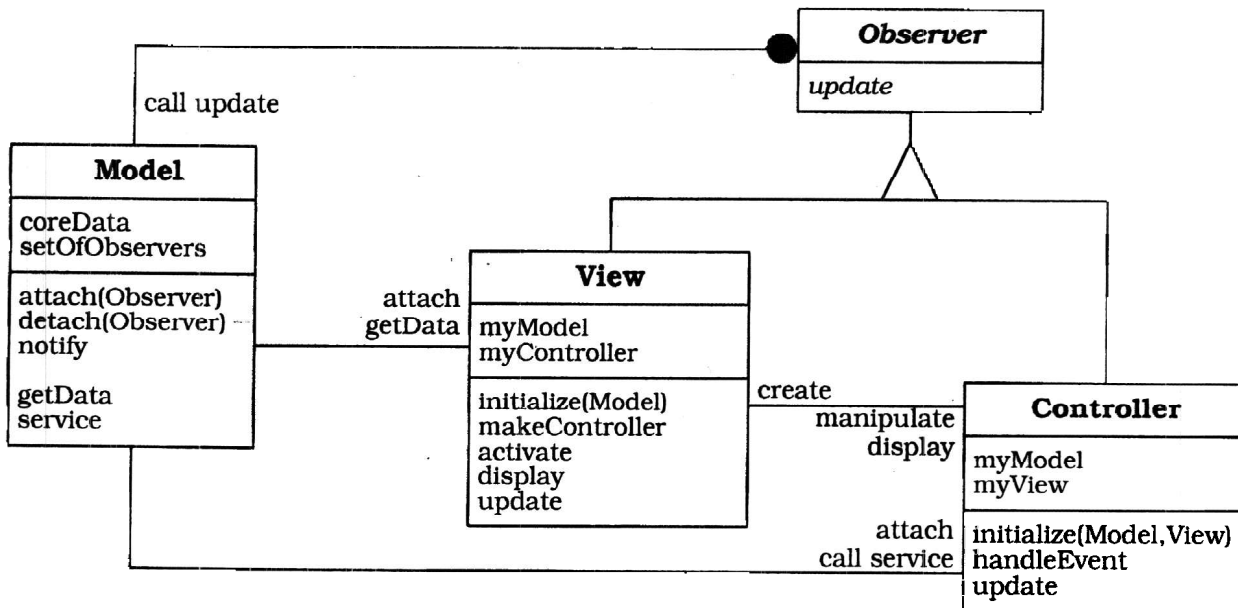 Observer
update
call update
Model
coreData
setOfObservers
attach(Observer)
detach(Observer)
notify
getData
service
attach
getData
View
myModel
myController
initialize(Model)
makeController
activate
display
update
create
manipulate
display
Controller
myModel
myView
attach
call service
initialize(Model,View)
handleEvent
update